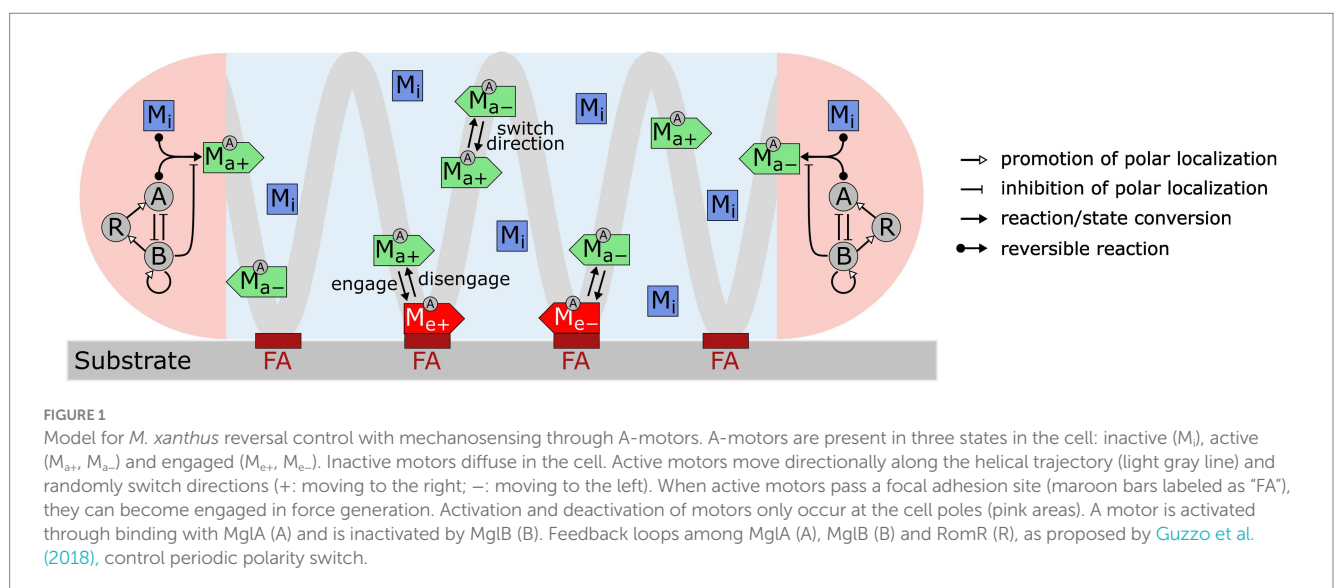 Mi
Ma+
A
A
R
B
Mi
Ma−
A
Mi
Ma−
A
switch
direction
Ma+
A
Mi
Ma+
A
engage
disengage
Me+
A
Mi
Ma−
A
Me−
A
Mi
Ma+
A
Mi
Mi
Ma−
A
A
R
B
promotion of polar localization
inhibition of polar localization
reaction/state conversion
reversible reaction
Substrate
FA
FA
FA
FA
FIGURE 1
Model for M. xanthus reversal control with mechanosensing through A-motors. A-motors are present in three states in the cell: inactive (Mi), active
(Ma+, Ma−) and engaged (Me+, Me−). Inactive motors diffuse in the cell. Active motors move directionally along the helical trajectory (light gray line) and
randomly switch directions (+: moving to the right; −: moving to the left). When active motors pass a focal adhesion site (maroon bars labeled as “FA”),
they can become engaged in force generation. Activation and deactivation of motors only occur at the cell poles (pink areas). A motor is activated
through binding with MglA (A) and is inactivated by MglB (B). Feedback loops among MglA (A), MglB (B) and RomR (R), as proposed by Guzzo et al.
(2018), control periodic polarity switch.